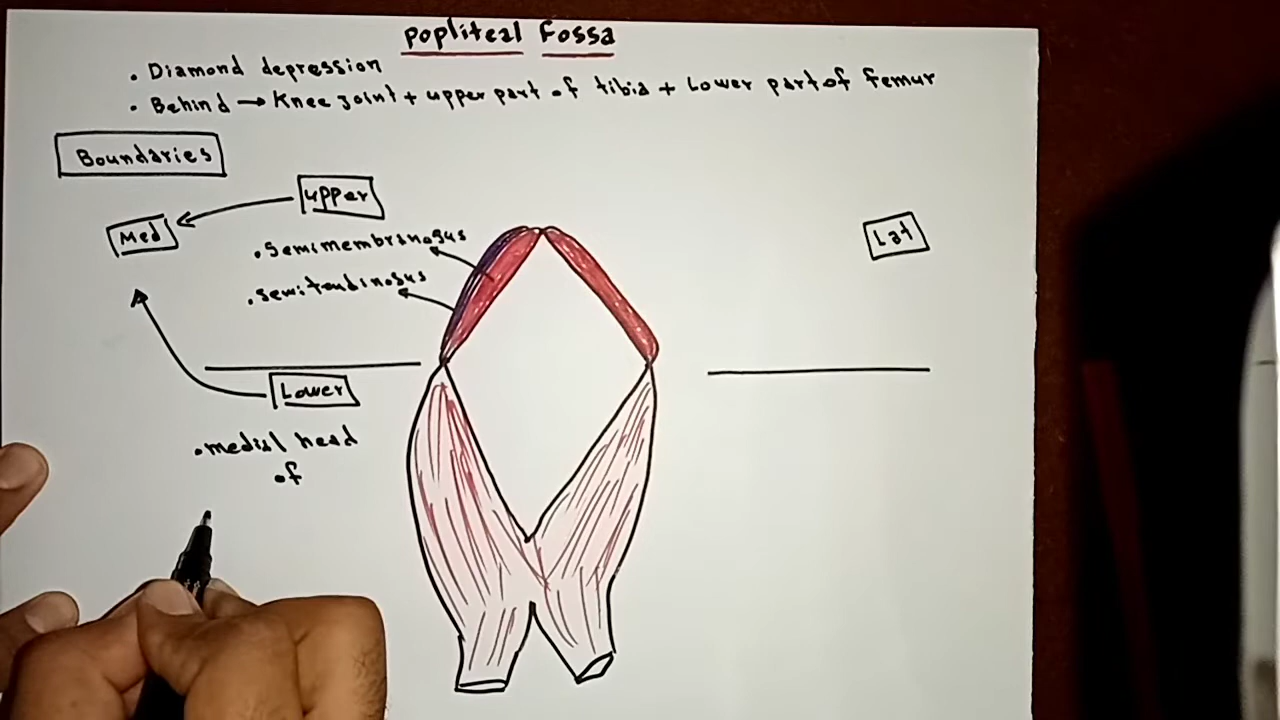 popliteal Fossa
. Diamond depression
. Behind → Knee joint + upper part of tibia + Lower part of femur
Boundaries
upper
Med
Lat
. Semimembranosus
. semitendinosus
Lower
. medial head
of